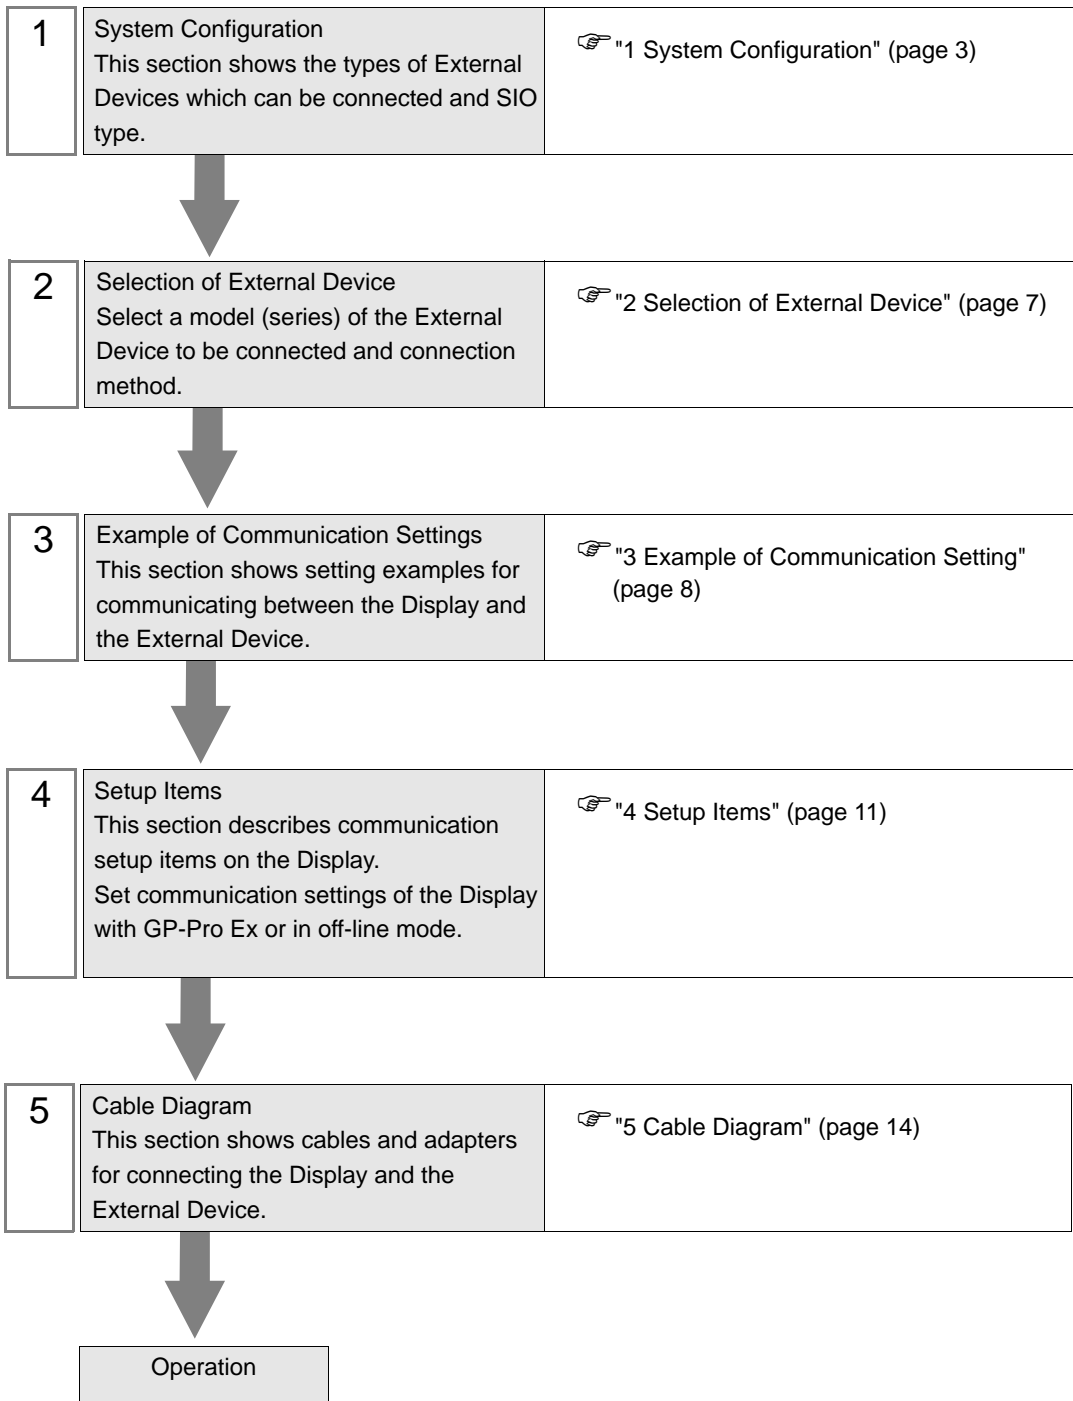 1
System Configuration
This section shows the types of External
Devices which can be connected and SIO
type.
"1 System Configuration" (page 3)
2
Selection of External Device
Select a model (series) of the External
Device to be connected and connection
method.
"2 Selection of External Device" (page 7)
3
Example of Communication Settings
This section shows setting examples for
communicating between the Display and
the External Device.
"3 Example of Communication Setting"
(page 8)
4
Setup Items
This section describes communication
setup items on the Display.
Set communication settings of the Display
with GP-Pro Ex or in off-line mode.
"4 Setup Items" (page 11)
5
Cable Diagram
This section shows cables and adapters
for connecting the Display and the
External Device.
"5 Cable Diagram" (page 14)
Operation